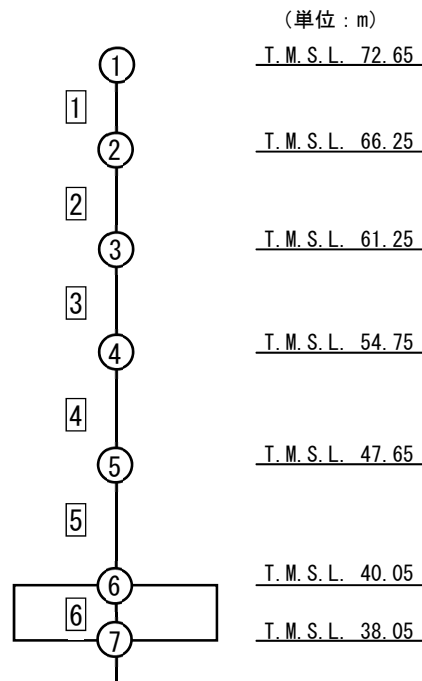 （単位：m）
① T.M.S.L. 72.65
1
② T.M.S.L. 66.25
2
③ T.M.S.L. 61.25
3
④ T.M.S.L. 54.75
4
⑤ T.M.S.L. 47.65
5
⑥ T.M.S.L. 40.05
6
⑦ T.M.S.L. 38.05